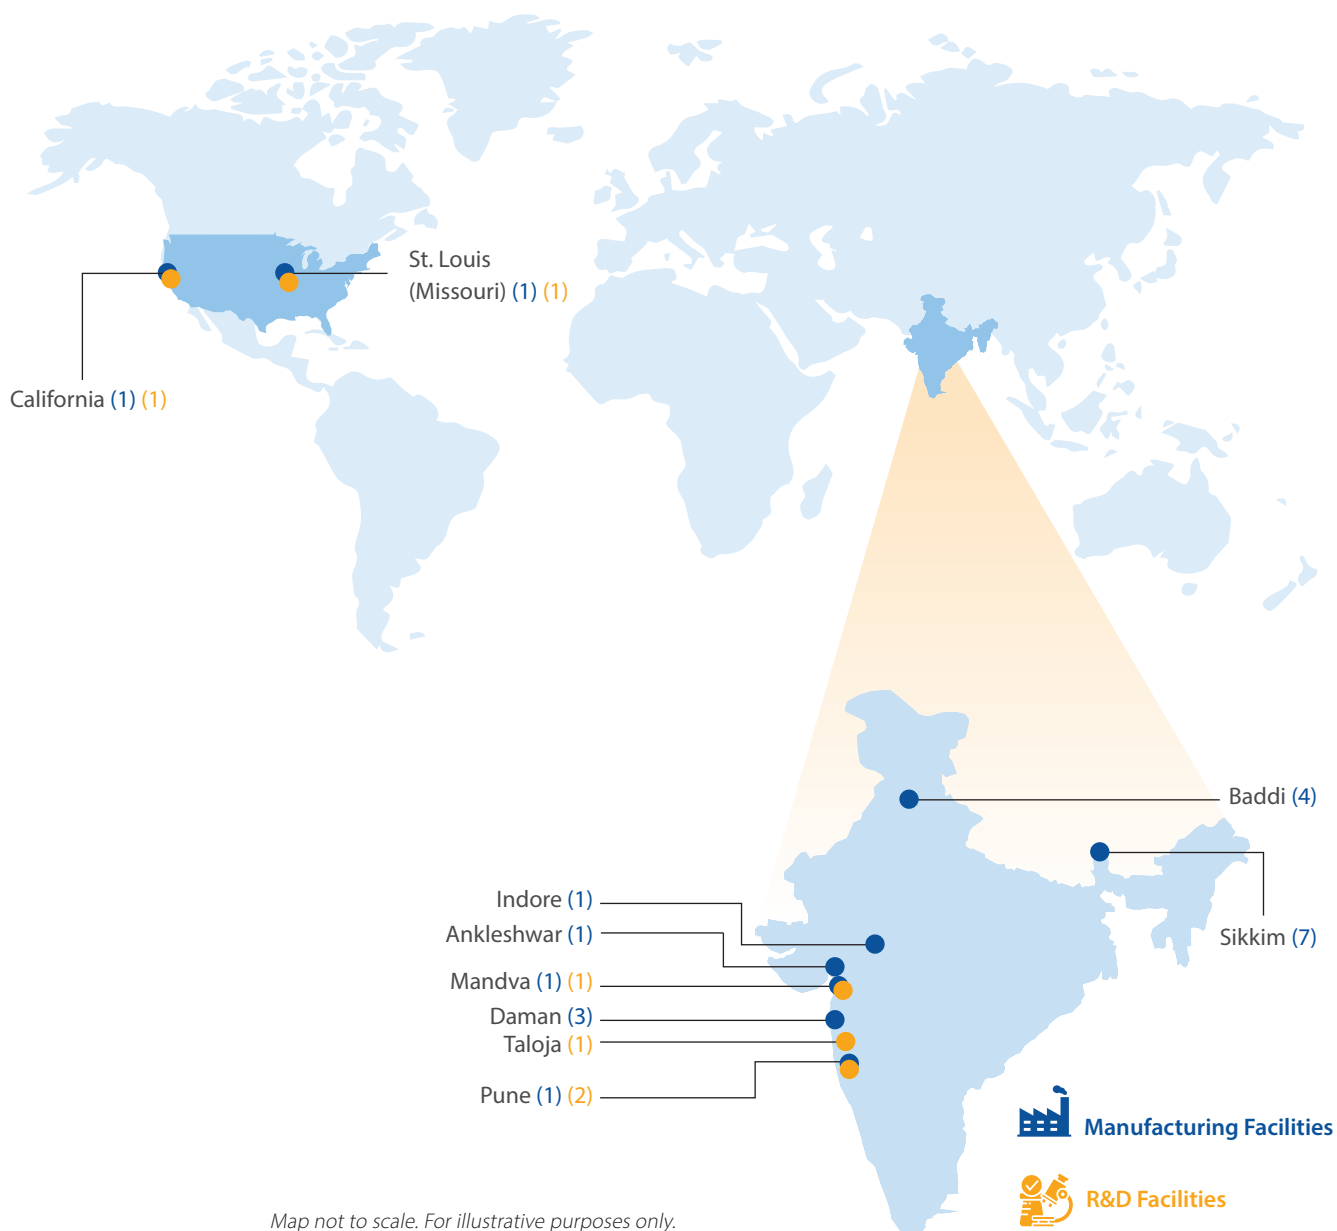 St. Louis
(Missouri) (1) (1)
California (1) (1)
Baddi (4)
Indore (1)
Ankleshwar (1)
Sikkim (7)
Mandva (1) (1)
Daman (3)
Taloja (1)
Pune (1) (2)
Manufacturing Facilities
R&D Facilities
Map not to scale. For illustrative purposes only.